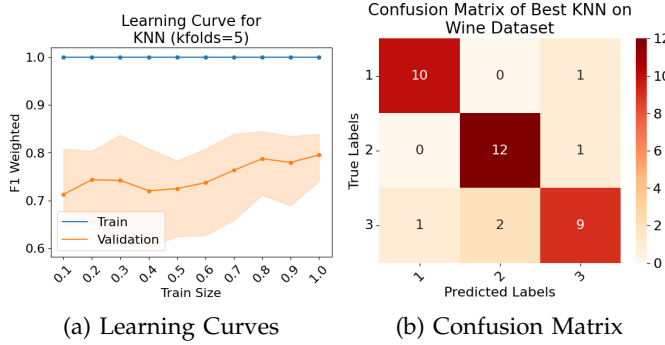 Learning Curve for
KNN (kfolds=5)
F1 Weighted
1.0
0.9
0.8
0.7
0.6
Train
Validation
0.1 0.2 0.3 0.4 0.5 0.6 0.7 0.8 0.9 1.0
Train Size
(a) Learning Curves
Confusion Matrix of Best KNN on
Wine Dataset
True Labels
1 10 0 1
2 0 12 1
3 1 2 9
1 2 3
Predicted Labels
12
10
8
6
4
2
0
(b) Confusion Matrix